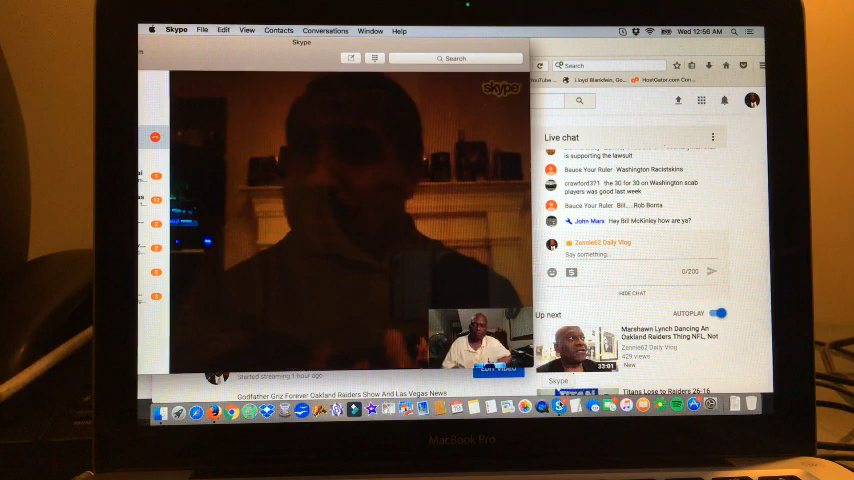 Skype File Edit View Contacts Conversations Window Help
Wed 12:56 AM
Skype
Search
Search
YouTube
Lloyd Blankfein, Go...
HostGator.com Con...
skype
Live chat
is supporting the lawsuit
Bauce Your Ruler Washington Racistskins
crawford371 the 30 for 30 on Washington scab
players was good last week
Bauce Your Ruler Bill.....Rob Bonta
John Mars Hey Bill McKinley how are ya?
Zennie62 Daily Vlog
Say something...
0/200
HIDE CHAT
Up next
AUTOPLAY
Marshawn Lynch Dancing An
Oakland Raiders Thing NFL, Not
Zennie62 Daily Vlog
429 views
New
33:01
Skype
Titans Lose to Raiders 26-16
Edit Video
Started streaming 1 hour ago
Godfather Griz Forever Oakland Raiders Show And Las Vegas News
MacBook Pro